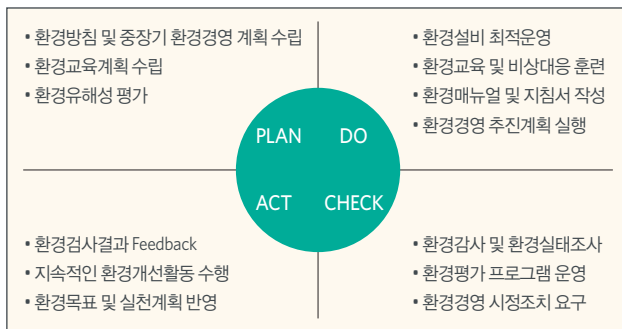 • 환경방침 및 중장기 환경경영 계획 수립
• 환경교육계획 수립
• 환경유해성 평가
• 환경설비 최적운영
• 환경교육 및 비상대응 훈련
• 환경매뉴얼 및 지침서 작성
• 환경경영 추진계획 실행
PLAN
DO
ACT
CHECK
• 환경검사결과 Feedback
• 지속적인 환경개선활동 수행
• 환경목표 및 실천계획 반영
• 환경감사 및 환경실태조사
• 환경평가 프로그램 운영
• 환경경영 시정조치 요구